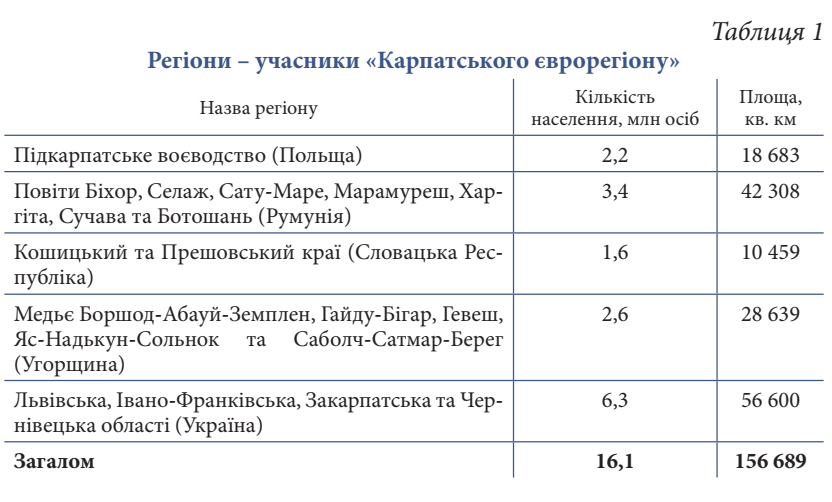 Таблиця 1
Регіони – учасники «Карпатського єврорегіону»
Назва регіону
Кількість населення, млн осіб
Площа, кв. км
Підкарпатське воєводство (Польща) 2,2 18 683
Повіти Біхор, Селаж, Сату-Маре, Марамуреш, Хар- 3,4 42 308
гіта, Сучава та Ботошань (Румунія)
Кошицький та Прешовський краї (Словацька Рес- 1,6 10 459
публіка)
Медьє Боршод-Абауй-Земплен, Гайду-Бігар, Гевеш, 2,6 28 639
Яс-Надькун-Сольнок та Саболч-Сатмар-Берег
(Угорщина)
Львівська, Івано-Франківська, Закарпатська та Чер- 6,3 56 600
нівецька області (Україна)
Загалом 16,1 156 689